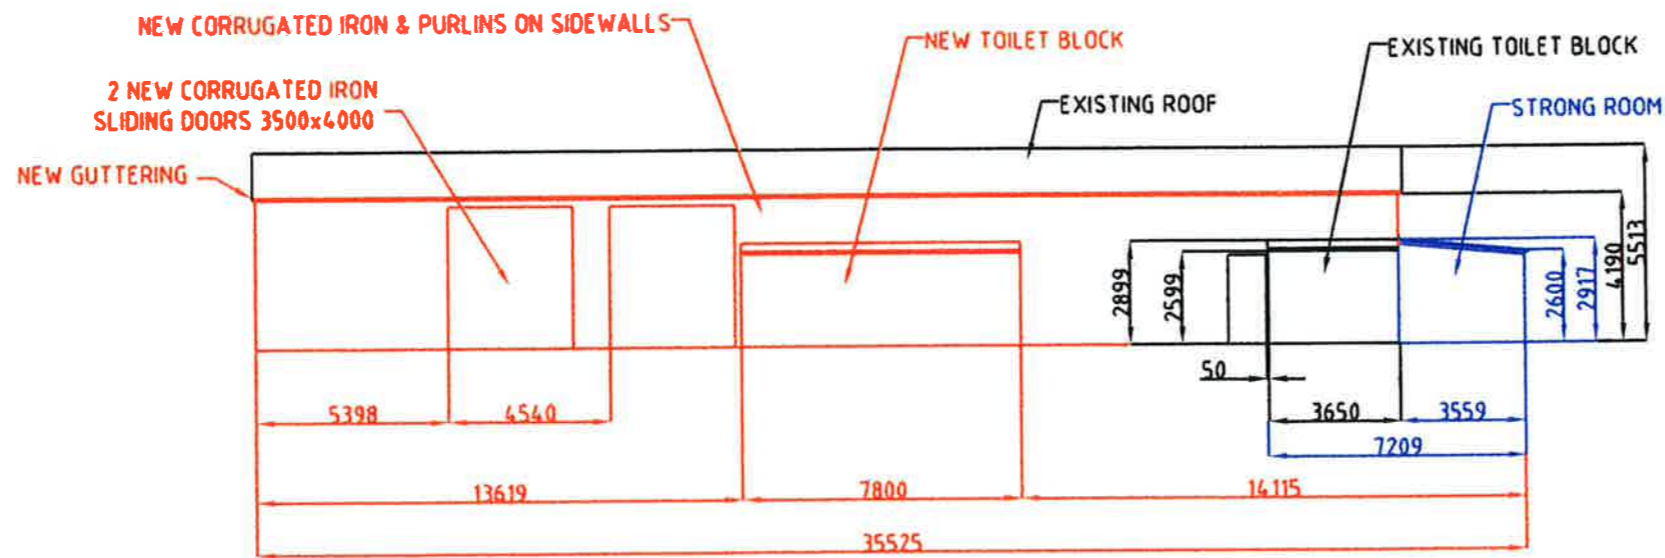 NEW CORRUGATED IRON & PURLINS ON SIDEWALLS
NEW TOILET BLOCK
EXISTING TOILET BLOCK
2 NEW CORRUGATED IRON
SLIDING DOORS 3500x4000
EXISTING ROOF
STRONG ROOM
NEW GUTTERING
2899
2599
2600
2917
4190
5513
50
5398
4540
3650
3559
7209
13619
7800
14115
35525